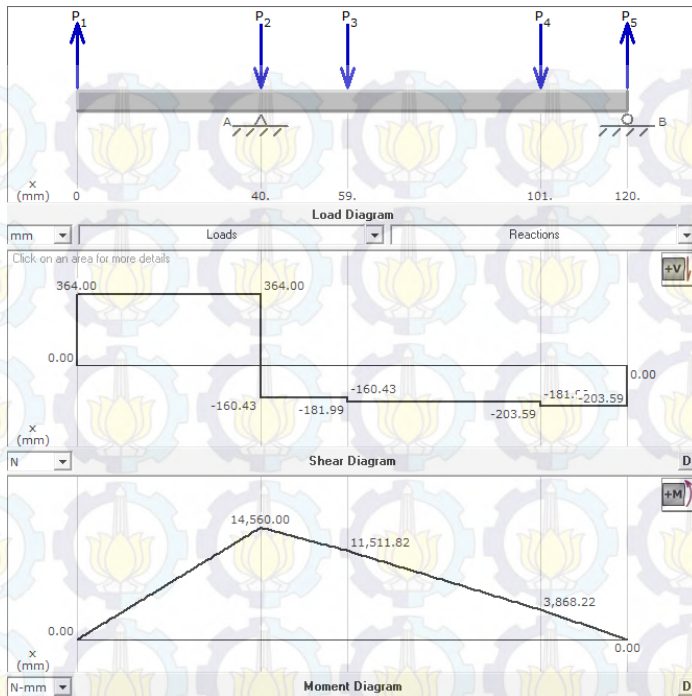 P1 P2 P3 P4 P5
A B
x
(mm) 0 40. 59. 101. 120.
Load Diagram
mm Loads Reactions
Click on an area for more details
+V
364.00 364.00
0.00 0.00
-160.43 -181.99 -160.43 -203.59 -203.59
x
(mm)
N Shear Diagram D
+M
14,560.00
11,511.82
3,868.22
0.00 0.00
x
(mm)
N-mm Moment Diagram D